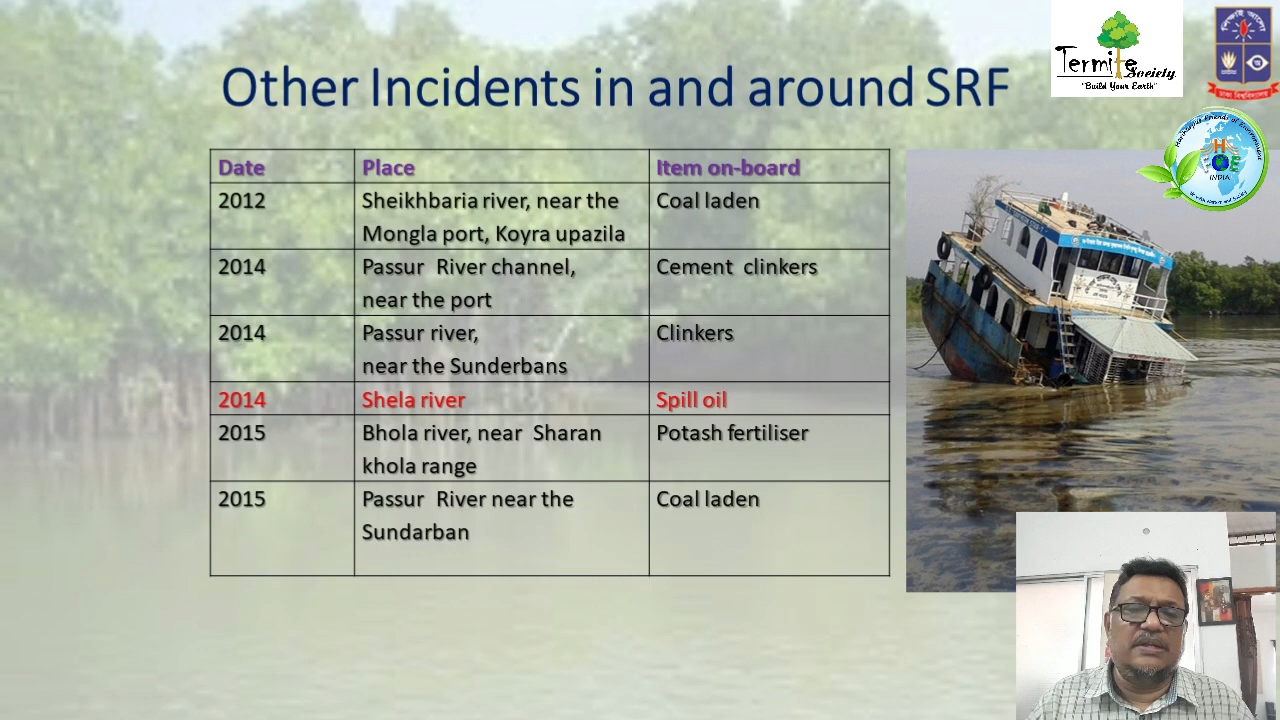 Other Incidents in and around SRF
Termite
Society
"Build Your Earth"
শিক্ষাই আলো
ঢাকা বিশ্ববিদ্যালয়
INDIA
Date Place Item on-board
2012 Sheikhbaria river, near the Coal laden
Mongla port, Koyra upazila
2014 Passur River channel, Cement clinkers
near the port
2014 Passur river, Clinkers
near the Sunderbans
2014 Shela river Spill oil
2015 Bhola river, near Sharan Potash fertiliser
khola range
2015 Passur River near the Coal laden
Sundarban